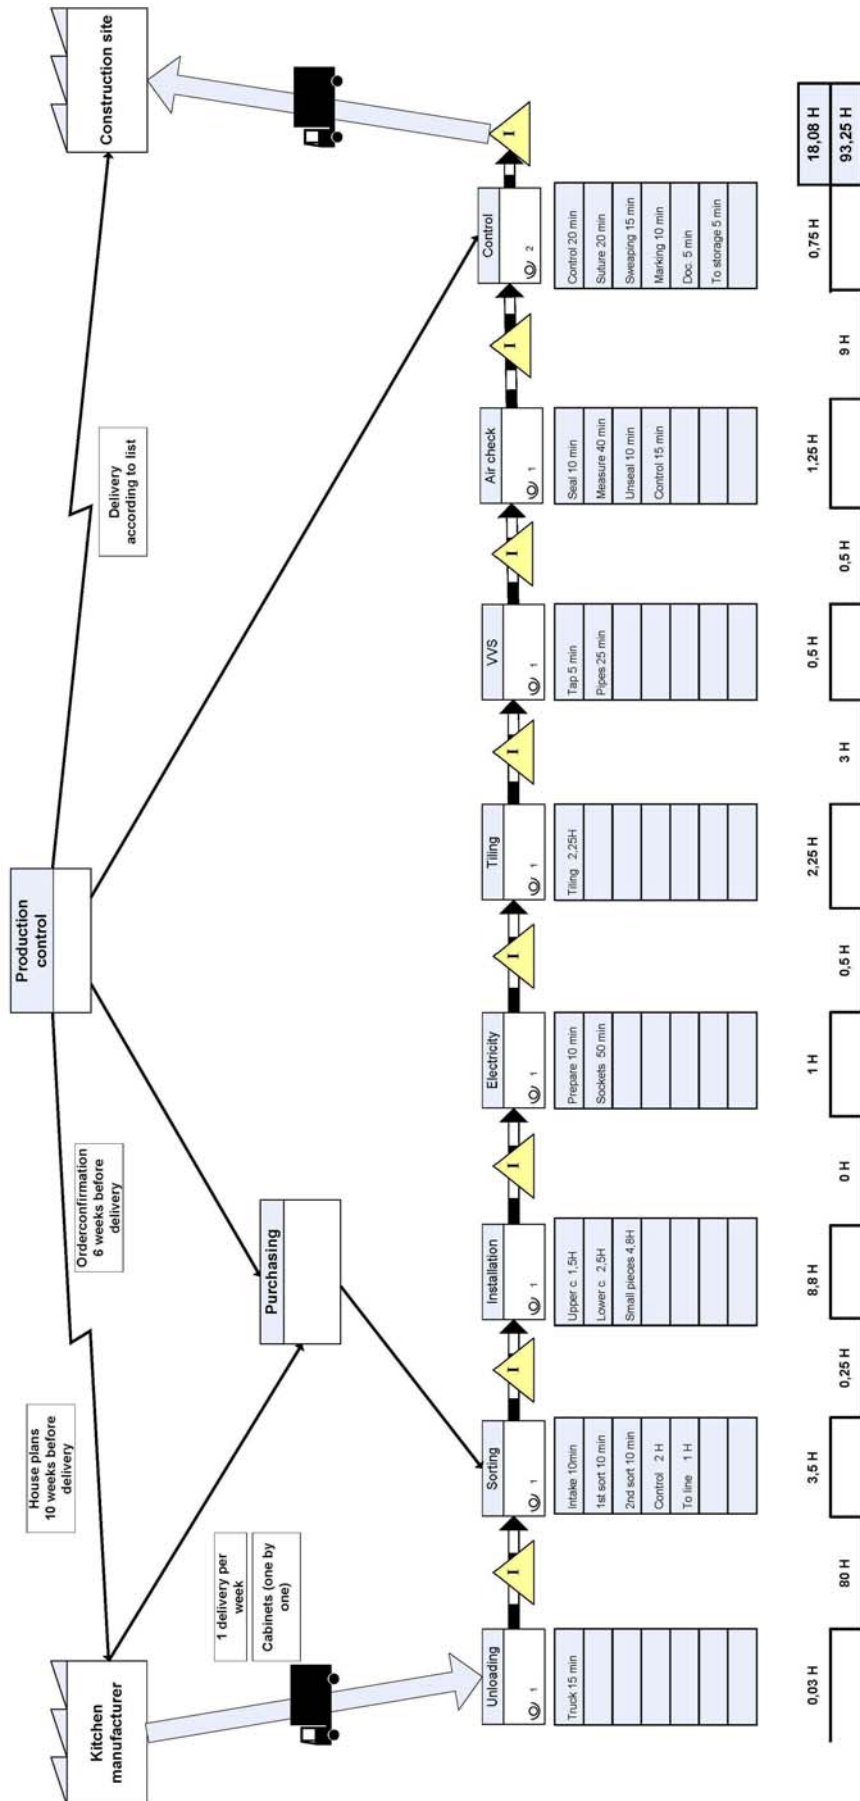 Kitchen
manufacturer
House plans
10 weeks before
delivery
Orderconfirmation
6 weeks before
delivery
Production
control
Delivery
according to list
Construction site
1 delivery per
week
Cabinets (one by
one)
Purchasing
Unloading
1
Truck 15 min
I
Sorting
1
Intake 10min
1st sort 10 min
2nd sort 10 min
Control 2 H
To line 1 H
I
Installation
1
Upper c. 1,5H
Lower c. 2,5H
Small pieces 4,8H
I
Electricity
1
Prepare 10 min
Sockets 50 min
I
Tiling
1
Tiling 2,25H
I
VVS
1
Tap 5 min
Pipes 25 min
I
Air check
1
Seal 10 min
Measure 40 min
Unseal 10 min
Control 15 min
I
Control
2
Control 20 min
Suture 20 min
Sweaping 15 min
Marking 10 min
Doc. 5 min
To storage 5 min
I
0,03 H
3,5 H
8,8 H
1 H
2,25 H
0,5 H
1,25 H
0,75 H
18,08 H
80 H
0,25 H
0 H
0,5 H
3 H
0,5 H
9 H
93,25 H